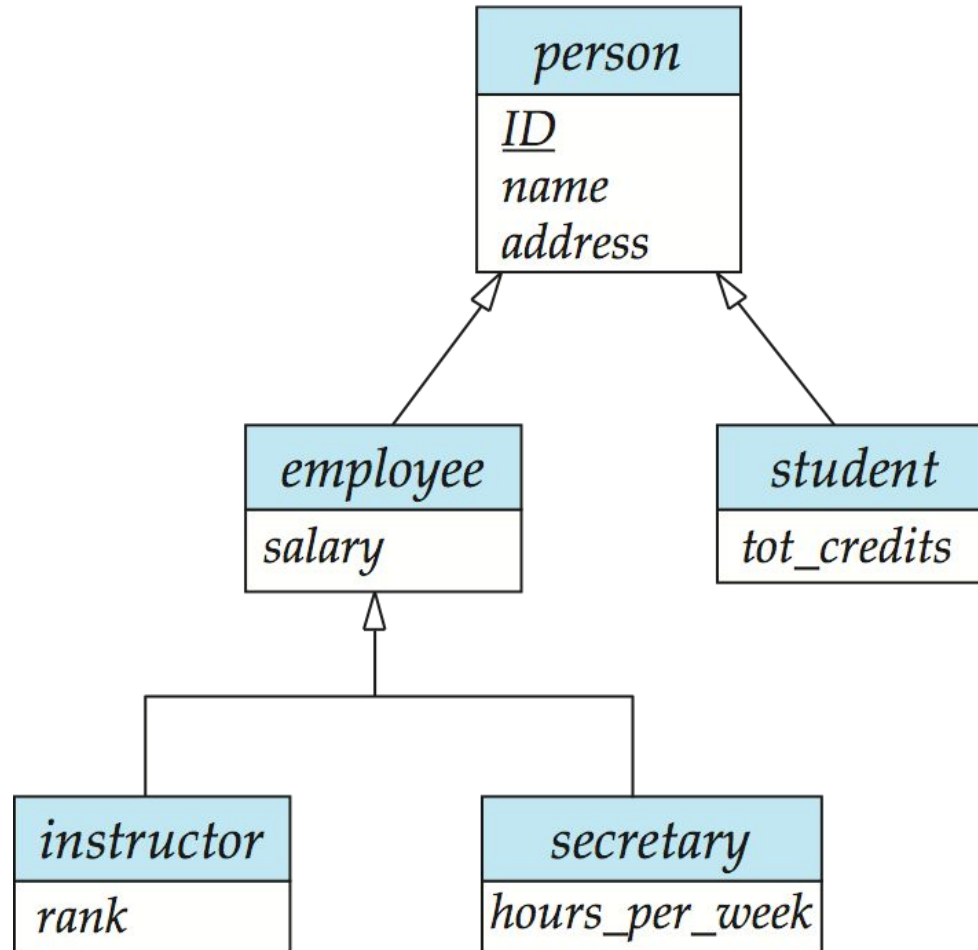 person
ID
name
address
employee
salary
student
tot_credits
instructor
rank
secretary
hours_per_week